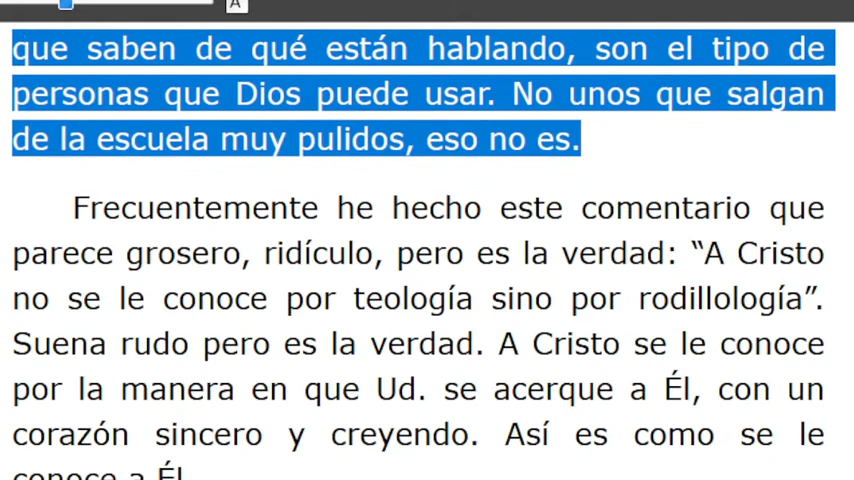 A
que saben de qué están hablando, son el tipo de
personas que Dios puede usar. No unos que salgan
de la escuela muy pulidos, eso no es.
Frecuentemente he hecho este comentario que
parece grosero, ridículo, pero es la verdad: “A Cristo
no se le conoce por teología sino por rodillología”.
Suena rudo pero es la verdad. A Cristo se le conoce
por la manera en que Ud. se acerque a Él, con un
corazón sincero y creyendo. Así es como se le
conoce a Él